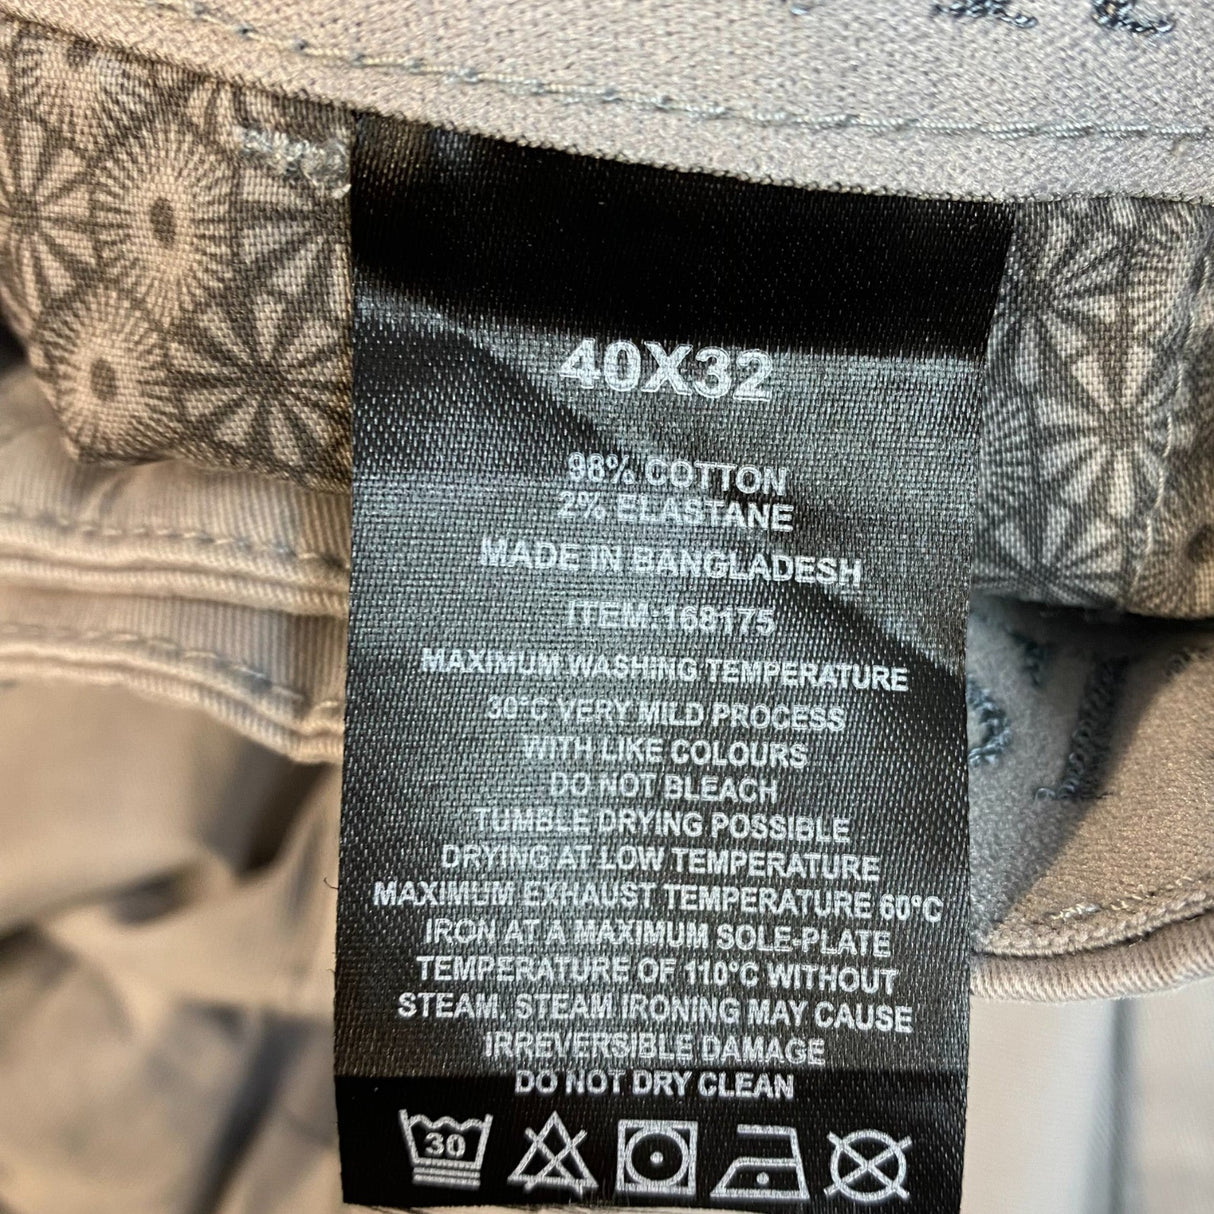 40X32
98% COTTON
2% ELASTANE
MADE IN BANGLADESH
ITEM:168175
MAXIMUM WASHING TEMPERATURE
30°C VERY MILD PROCESS
WITH LIKE COLOURS
DO NOT BLEACH
TUMBLE DRYING POSSIBLE
DRYING AT LOW TEMPERATURE
MAXIMUM EXHAUST TEMPERATURE 60°C
IRON AT A MAXIMUM SOLE-PLATE
TEMPERATURE OF 110°C WITHOUT
STEAM, STEAM IRONING MAY CAUSE
IRREVERSIBLE DAMAGE
DO NOT DRY CLEAN
30